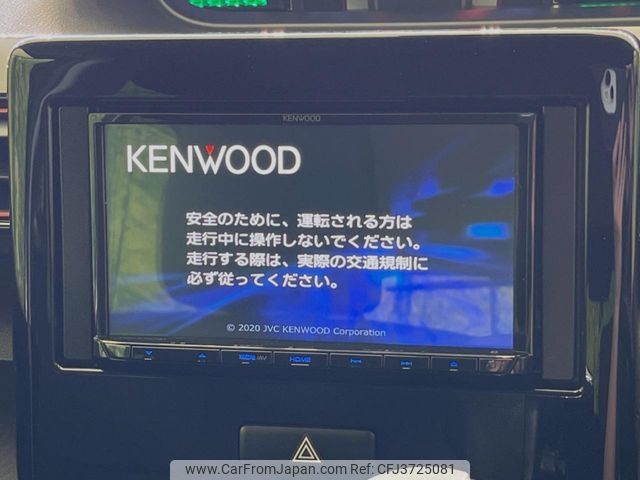 KENWOOD
KENWOOD
安全のために、運転される方は
走行中に操作しないでください。
走行する際は、実際の交通規制に
必ず従ってください。
© 2020 JVC KENWOOD Corporation
HOME
www.CarFromJapan.com CFJ3725081